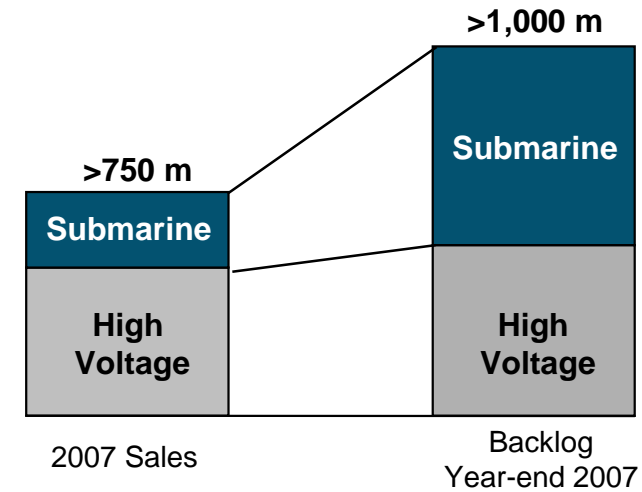 >1,000 m
>750 m
Submarine
Submarine
High
Voltage
High
Voltage
2007 Sales
Backlog
Year-end 2007